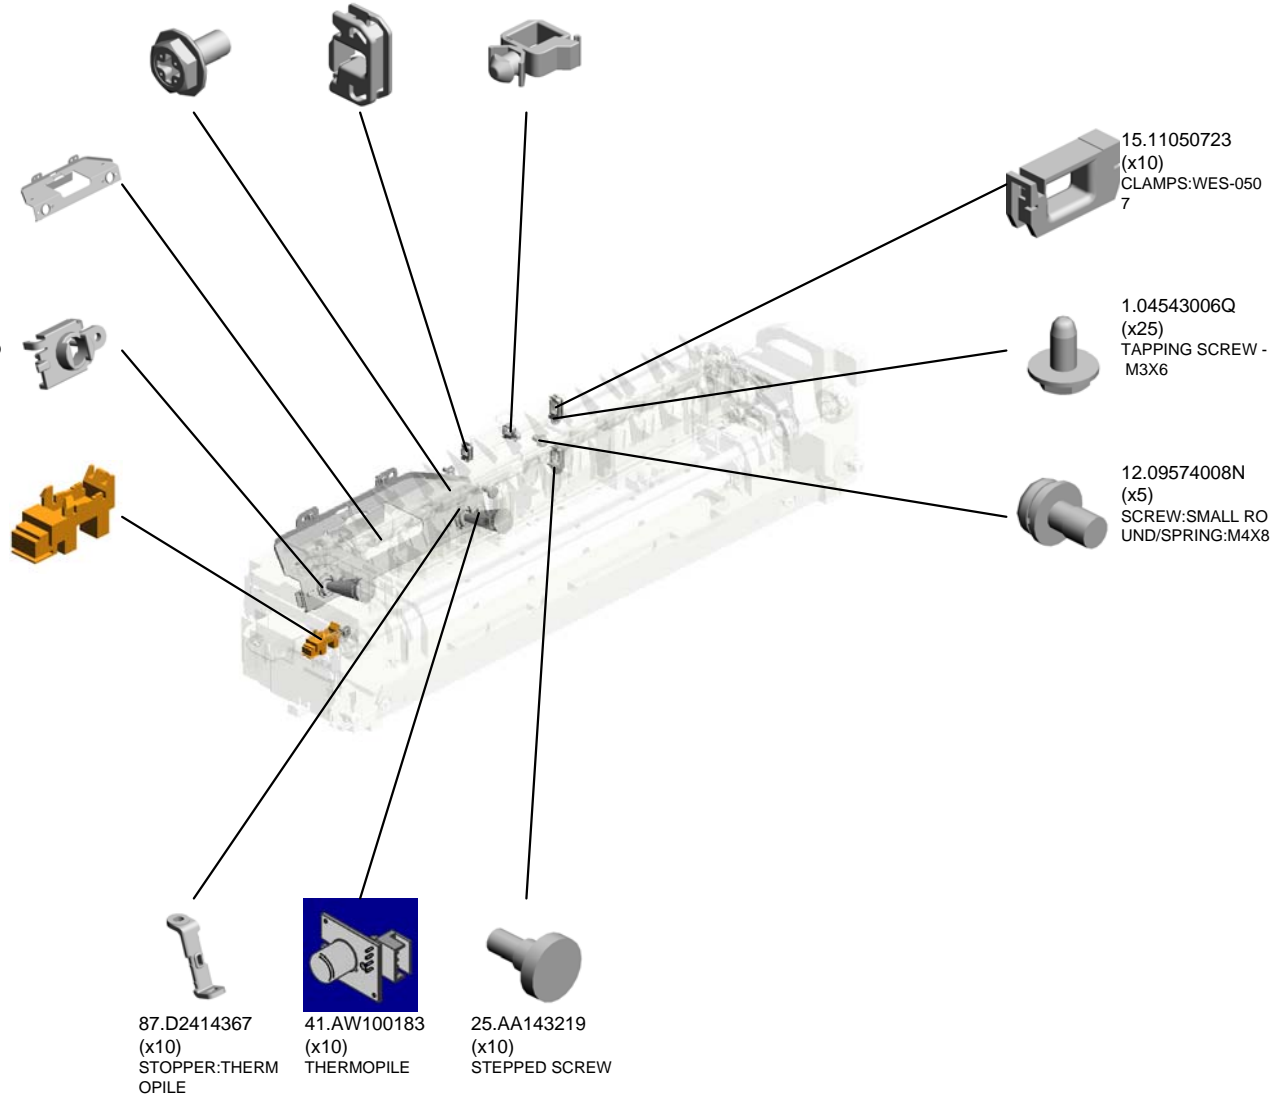 15.11050723
(x10)
CLAMPS:WES-050
7
1.04543006Q
(x25)
TAPPING SCREW -
M3X6
12.09574008N
(x5)
SCREW:SMALL RO
UND/SPRING:M4X8
87.D2414367
(x10)
STOPPER:THERM
OPILE
41.AW100183
(x10)
THERMOPILE
25.AA143219
(x10)
STEPPED SCREW